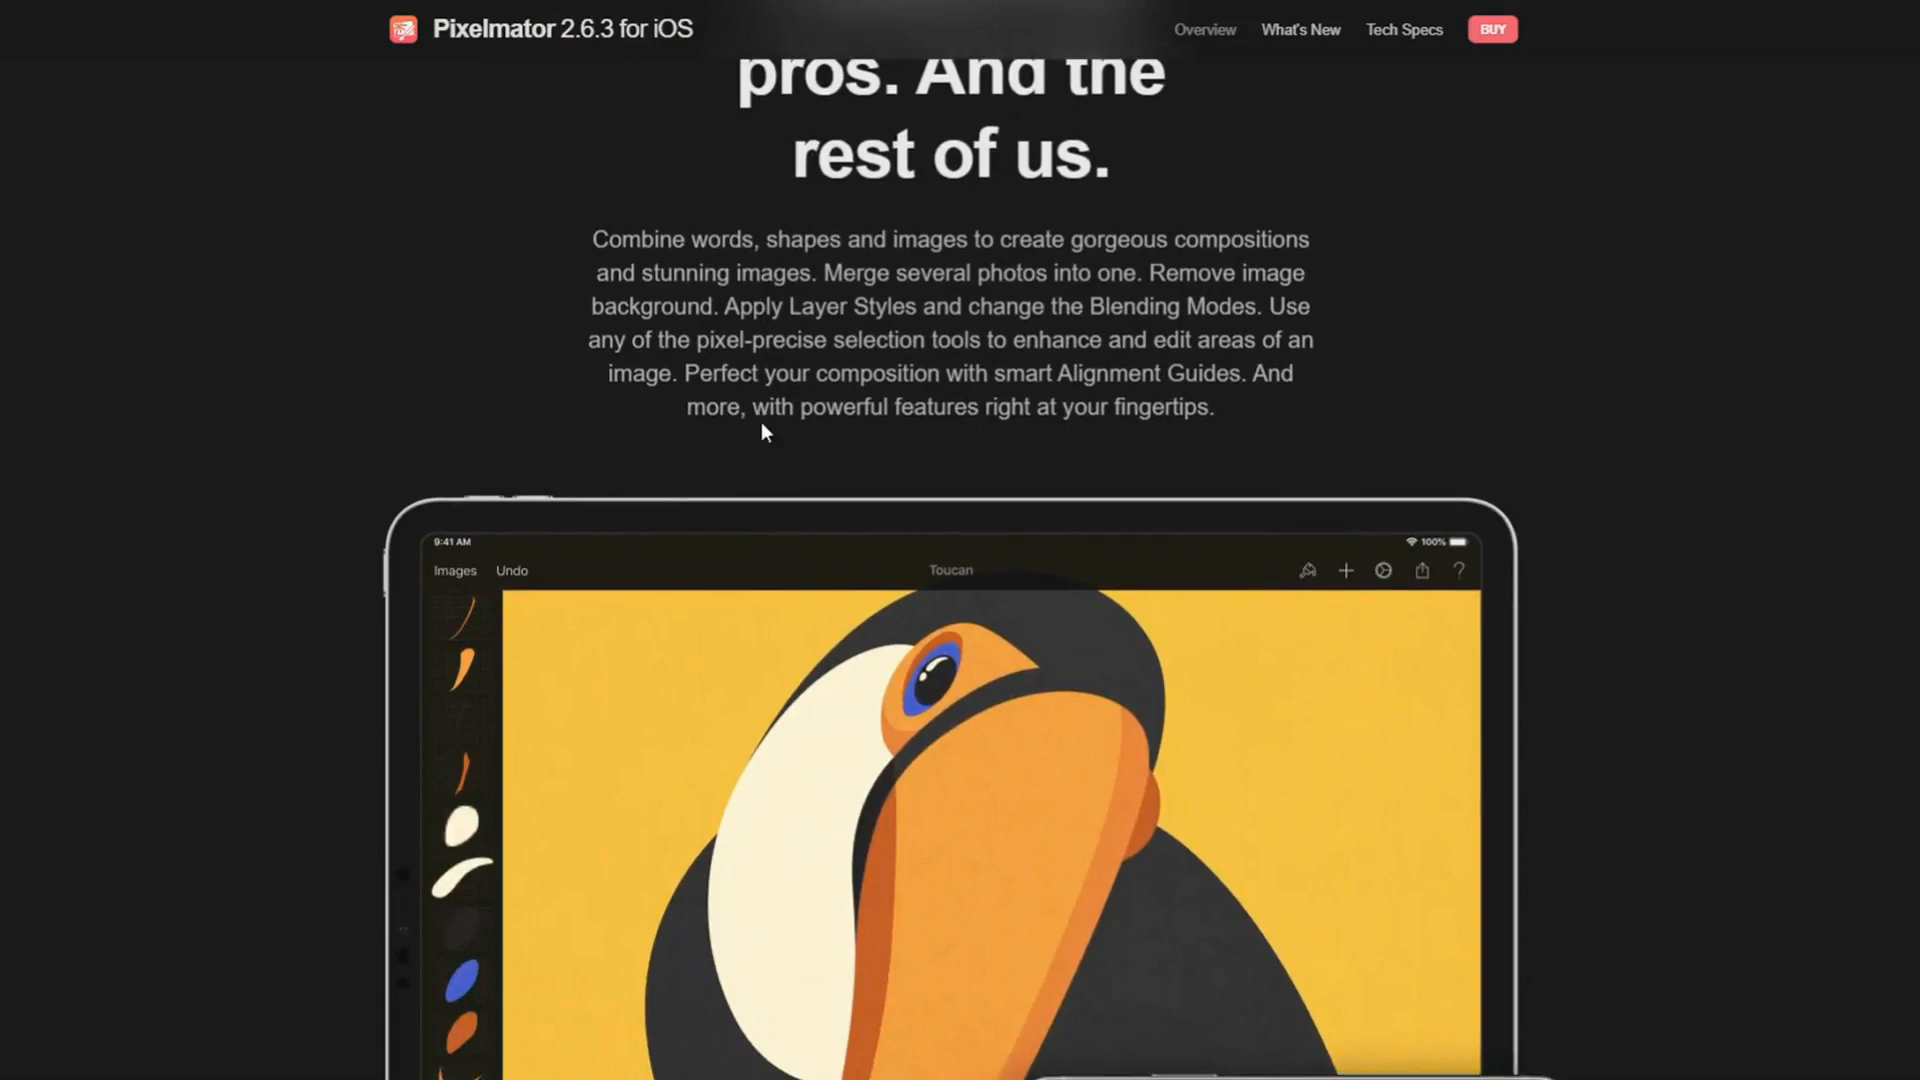 Pixelmator 2.6.3 for iOS
Overview
What's New
Tech Specs
BUY
pros. And the
rest of us.
Combine words, shapes and images to create gorgeous compositions
and stunning images. Merge several photos into one. Remove image
background. Apply Layer Styles and change the Blending Modes. Use
any of the pixel-precise selection tools to enhance and edit areas of an
image. Perfect your composition with smart Alignment Guides. And
more, with powerful features right at your fingertips.
9:41 AM
100%
Images
Undo
Toucan
?